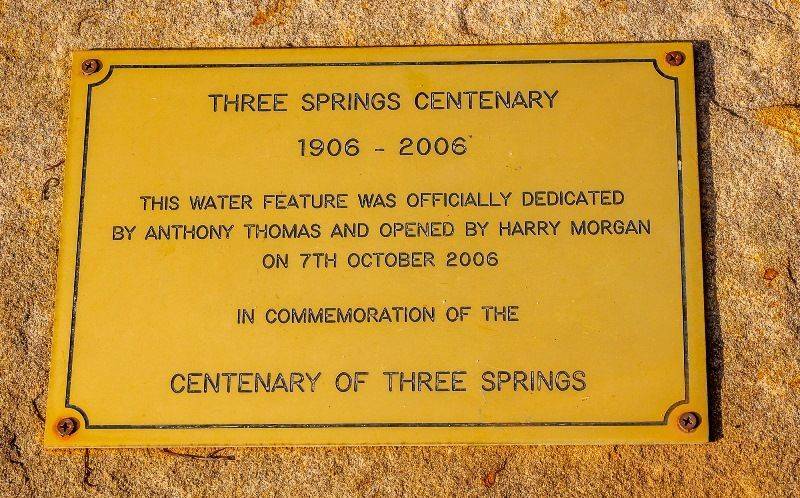 THREE SPRINGS CENTENARY
1906 - 2006
THIS WATER FEATURE WAS OFFICIALLY DEDICATED
BY ANTHONY THOMAS AND OPENED BY HARRY MORGAN
ON 7TH OCTOBER 2006
IN COMMEMORATION OF THE
CENTENARY OF THREE SPRINGS